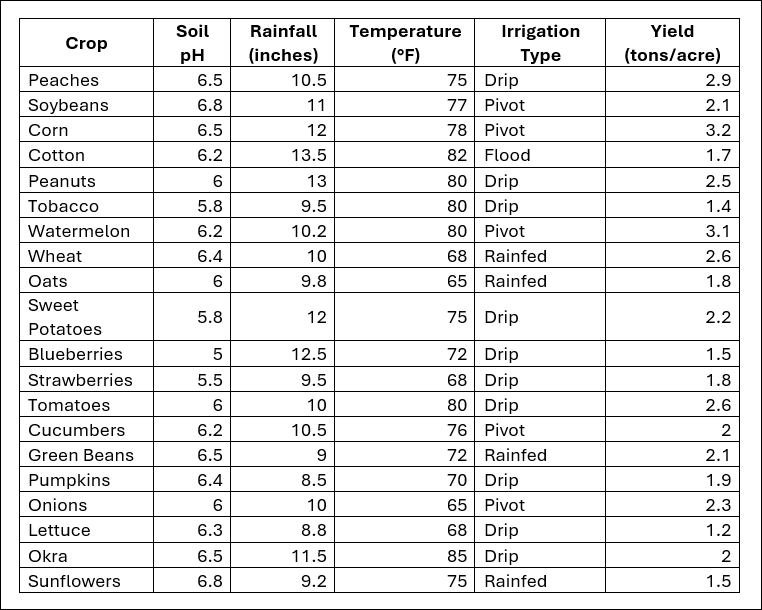 Crop Soil pH Rainfall (inches) Temperature (°F) Irrigation Type Yield (tons/acre)
Peaches 6.5 10.5 75 Drip 2.9
Soybeans 6.8 11 77 Pivot 2.1
Corn 6.5 12 78 Pivot 3.2
Cotton 6.2 13.5 82 Flood 1.7
Peanuts 6 13 80 Drip 2.5
Tobacco 5.8 9.5 80 Drip 1.4
Watermelon 6.2 10.2 80 Pivot 3.1
Wheat 6.4 10 68 Rainfed 2.6
Oats 6 9.8 65 Rainfed 1.8
Sweet Potatoes 5.8 12 75 Drip 2.2
Blueberries 5 12.5 72 Drip 1.5
Strawberries 5.5 9.5 68 Drip 1.8
Tomatoes 6 10 80 Drip 2.6
Cucumbers 6.2 10.5 76 Pivot 2
Green Beans 6.5 9 72 Rainfed 2.1
Pumpkins 6.4 8.5 70 Drip 1.9
Onions 6 10 65 Pivot 2.3
Lettuce 6.3 8.8 68 Drip 1.2
Okra 6.5 11.5 85 Drip 2
Sunflowers 6.8 9.2 75 Rainfed 1.5